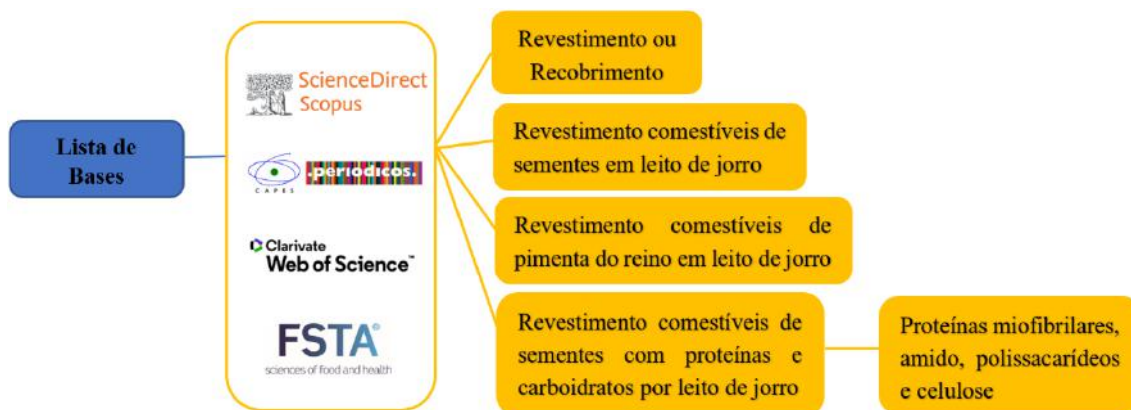 Lista de
Bases
ScienceDirect
Scopus
CAPES
.periodicos.
Clarivate
Web of Science™
FSTA®
sciences of food and health
Revestimento ou
Recobrimento
Revestimento comestíveis de
sementes em leito de jorro
Revestimento comestíveis de
pimenta do reino em leito de jorro
Revestimento comestíveis de
sementes com proteínas e
carboidratos por leito de jorro
Proteínas miofibrilares,
amido, polissacarídeos
e celulose